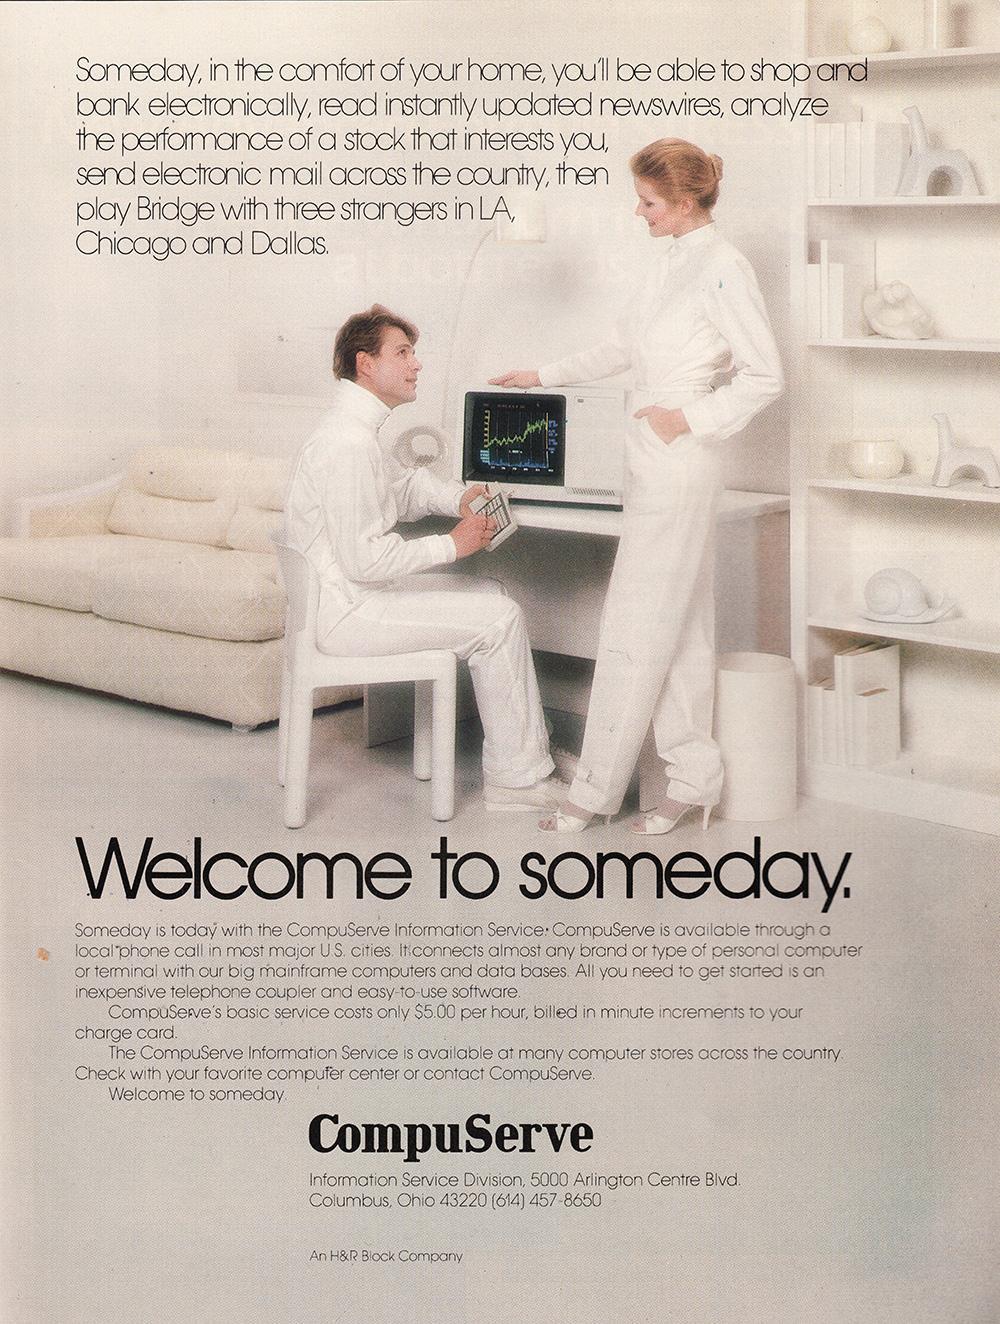 Someday, in the comfort of your home, you'll be able to shop and
bank electronically, read instantly updated newswires, analyze
the performance of a stock that interests you,
send electronic mail across the country, then
play Bridge with three strangers in LA,
Chicago and Dallas.
Welcome to someday.
Someday is today with the CompuServe Information Service. CompuServe is available through a
local phone call in most major U.S. cities. It connects almost any brand or type of personal computer
or terminal with our big mainframe computers and data bases. All you need to get started is an
inexpensive telephone coupler and easy-to-use software.
CompuServe's basic service costs only $5.00 per hour, billed in minute increments to your
charge card.
The CompuServe Information Service is available at many computer stores across the country.
Check with your favorite computer center or contact CompuServe.
Welcome to someday.
CompuServe
Information Service Division, 5000 Arlington Centre Blvd.
Columbus, Ohio 43220 (614) 457-8650
An H&R Block Company